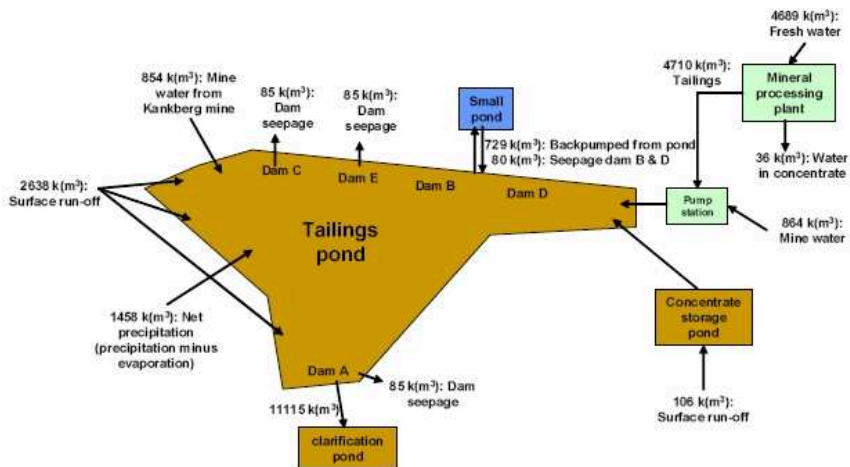 4689 k(m³):
Fresh water
4710 k(m³):
Tailings
Mineral
processing
plant
854 k(m³): Mine
water from
Kankberg mine
85 k(m³):
Dam
seepage
85 k(m³):
Dam
seepage
Small
pond
729 k(m³): Backpumped from pond
80 k(m³): Seepage dam B & D
36 k(m³): Water
in concentrate
Dam C
Dam E
Dam B
Dam D
2638 k(m³):
Surface run-off
Pump
station
864 k(m³):
Mine water
Tailings
pond
1458 k(m³): Net
precipitation
(precipitation minus
evaporation)
Concentrate
storage
pond
Dam A
85 k(m³): Dam
seepage
11115 k(m³)
106 k(m³):
Surface run-off
clarification
pond